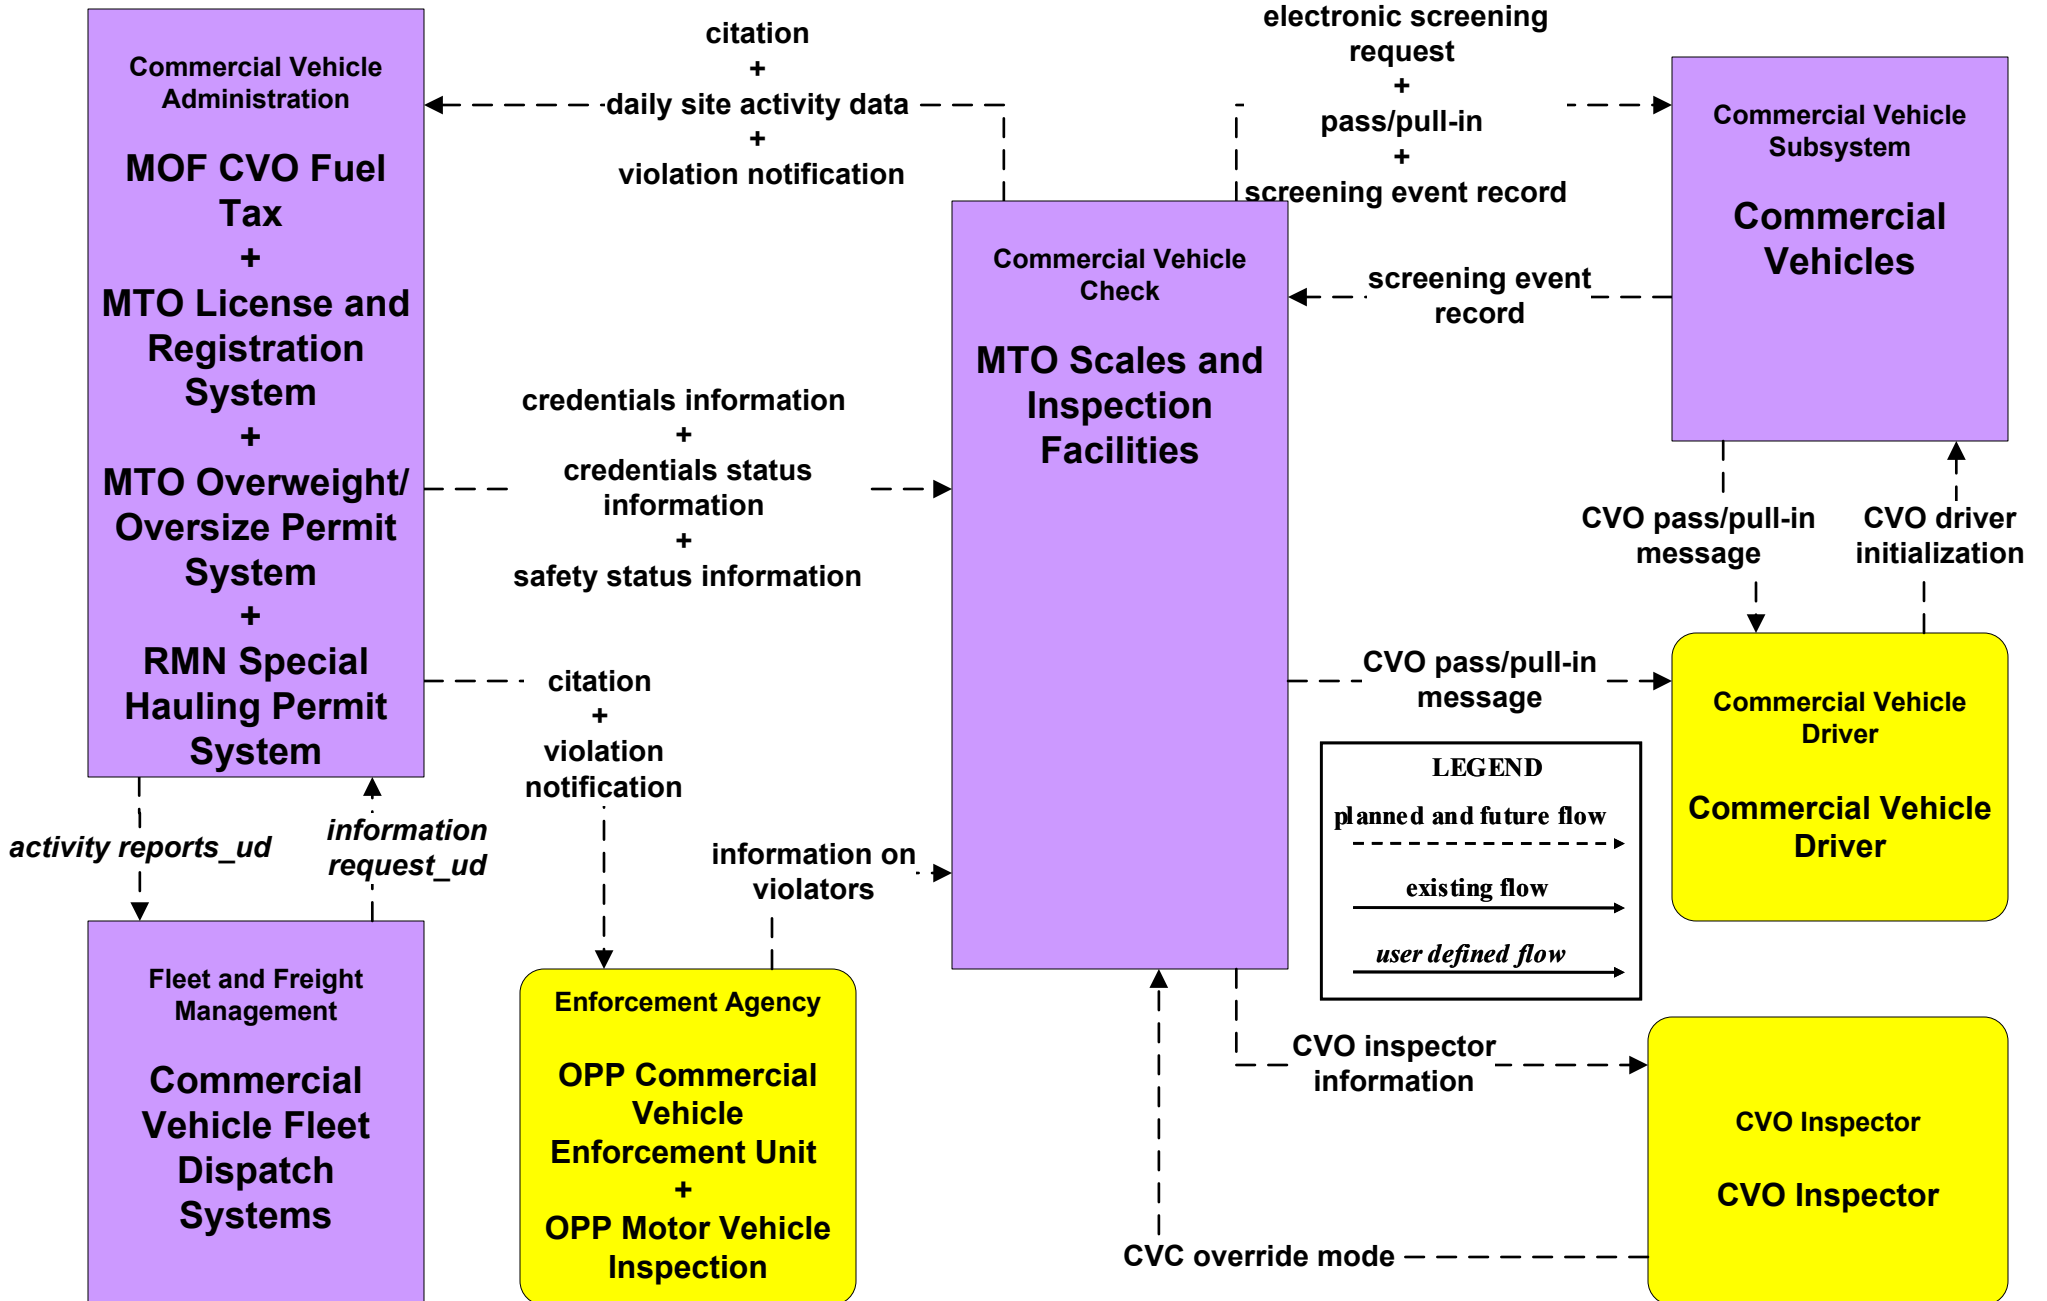 Commercial Vehicle
Administration
MOF CVO Fuel
Tax
+
MTO License and
Registration
System
+
MTO Overweight/
Oversize Permit
System
+
RMN Special
Hauling Permit
System
citation
+
daily site activity data
+
violation notification
electronic screening
request
+
pass/pull-in
+
screening event record
Commercial Vehicle
Subsystem
Commercial
Vehicles
Commercial Vehicle
Check
MTO Scales and
Inspection
Facilities
screening event
record
credentials information
+
credentials status
information
+
safety status information
CVO pass/pull-in
message
CVO driver
initialization
citation
+
violation
notification
CVO pass/pull-in
message
Commercial Vehicle
Driver
Commercial Vehicle
Driver
activity reports_ud
information
request_ud
information on
violators
LEGEND
planned and future flow
existing flow
user defined flow
Fleet and Freight
Management
Commercial
Vehicle Fleet
Dispatch
Systems
Enforcement Agency
OPP Commercial
Vehicle
Enforcement Unit
+
OPP Motor Vehicle
Inspection
CVO inspector
information
CVO Inspector
CVO Inspector
CVC override mode